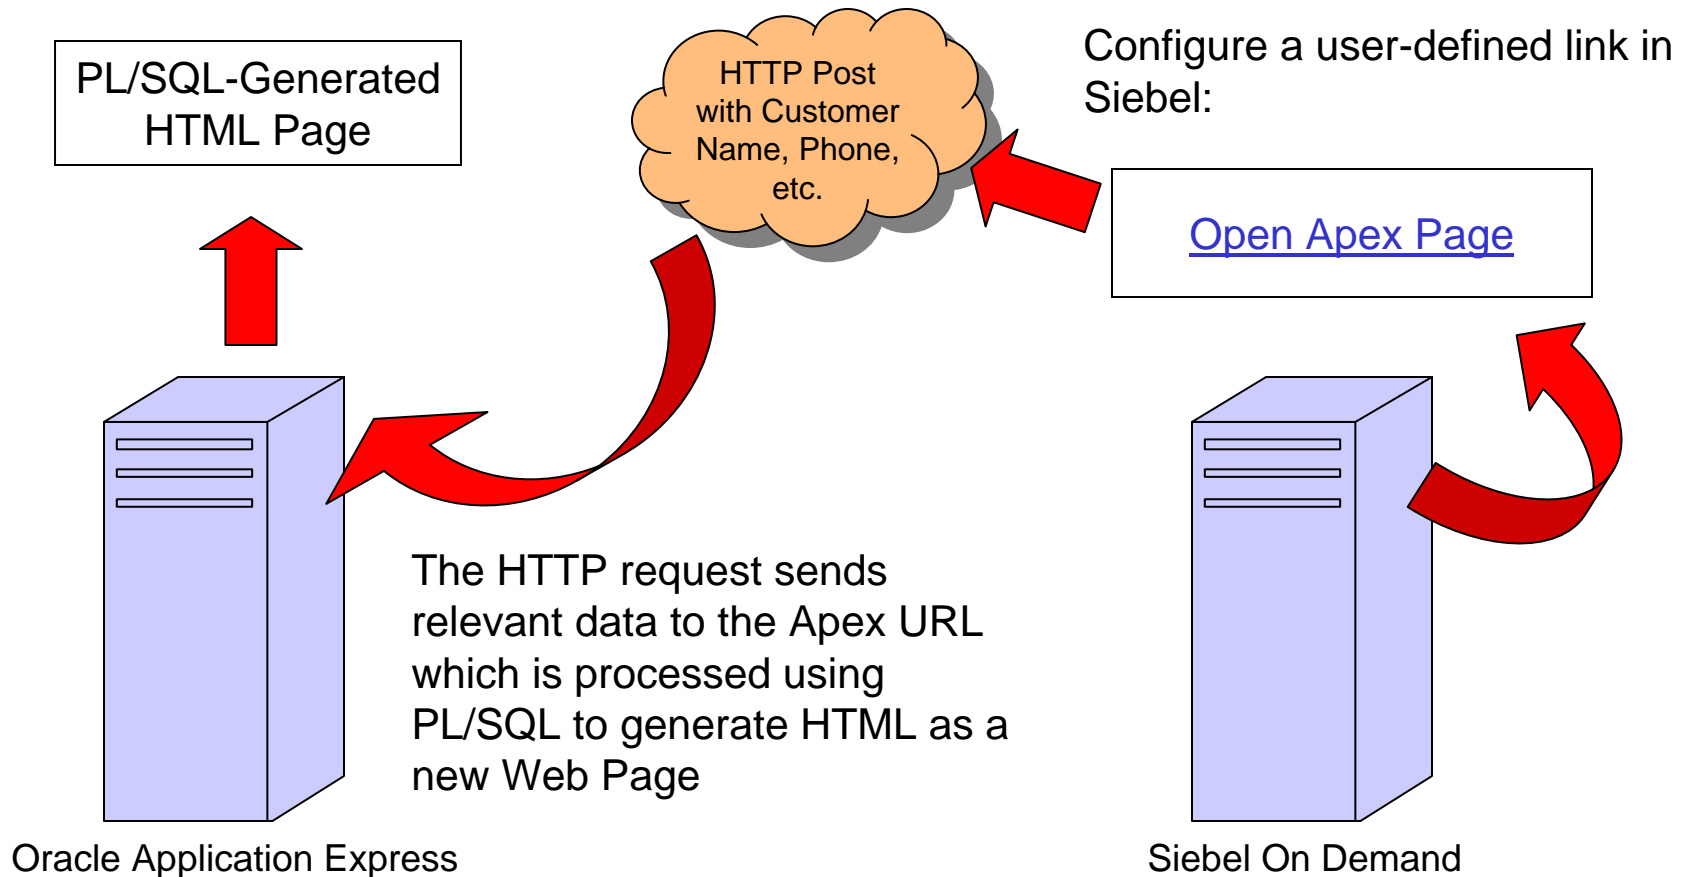 PL/SQL-Generated
HTML Page
HTTP Post
with Customer
Name, Phone,
etc.
Configure a user-defined link in
Siebel:
Open Apex Page
The HTTP request sends
relevant data to the Apex URL
which is processed using
PL/SQL to generate HTML as a
new Web Page
Oracle Application Express
Siebel On Demand